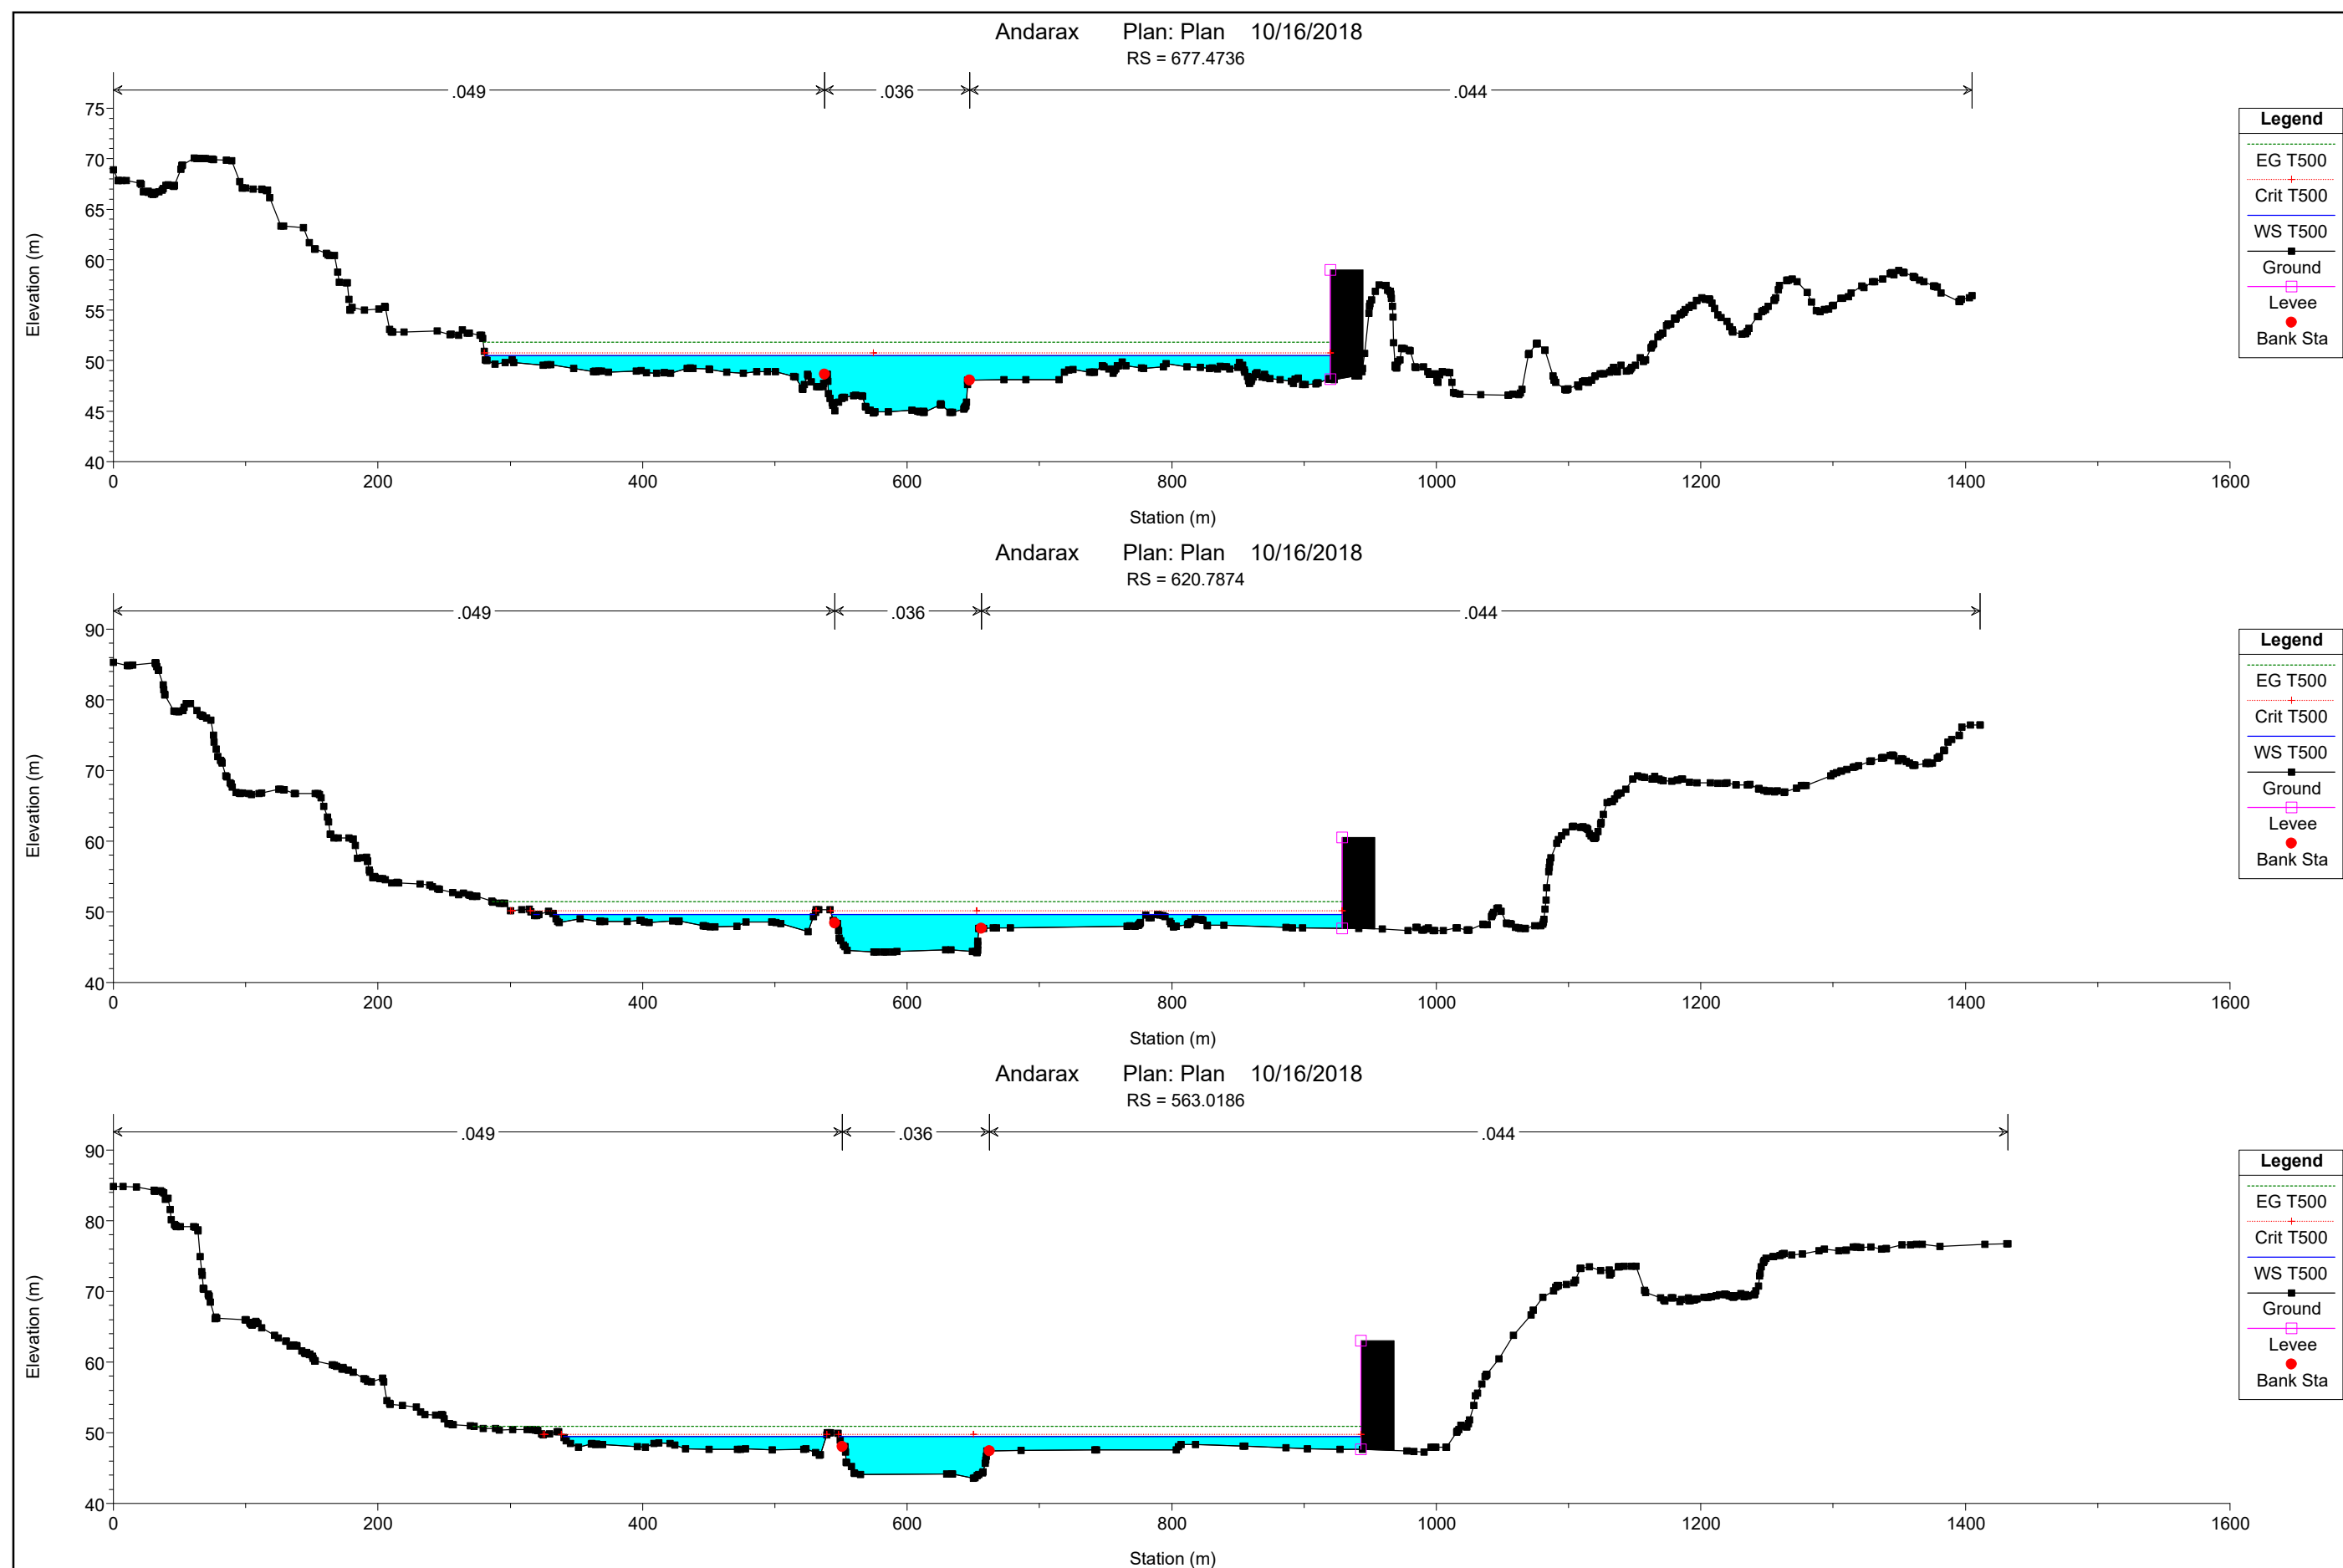 Andarax Plan: Plan 10/16/2018
RS = 677.4736
.049 .036 .044
Elevation (m)
75
70
65
60
55
50
45
40
0 200 400 600 800 1000 1200 1400 1600
Station (m)
Legend
EG T500
Crit T500
WS T500
Ground
Levee
Bank Sta
Andarax Plan: Plan 10/16/2018
RS = 620.7874
.049 .036 .044
Elevation (m)
90
80
70
60
50
40
0 200 400 600 800 1000 1200 1400 1600
Station (m)
Legend
EG T500
Crit T500
WS T500
Ground
Levee
Bank Sta
Andarax Plan: Plan 10/16/2018
RS = 563.0186
.049 .036 .044
Elevation (m)
90
80
70
60
50
40
0 200 400 600 800 1000 1200 1400 1600
Station (m)
Legend
EG T500
Crit T500
WS T500
Ground
Levee
Bank Sta